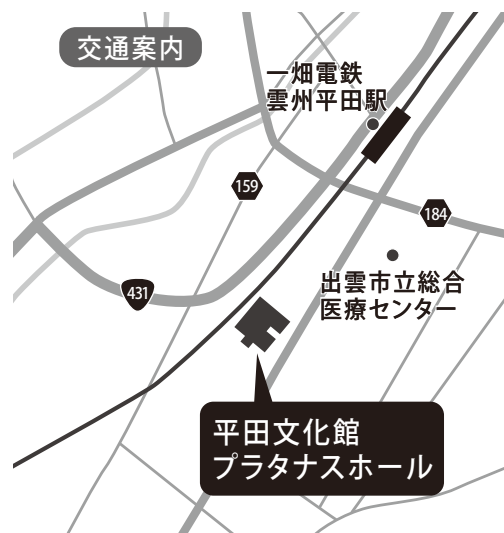 交通案内
一畑電鉄
雲州平田駅
159
184
出雲市立総合
医療センター
431
平田文化館
プラタナスホール